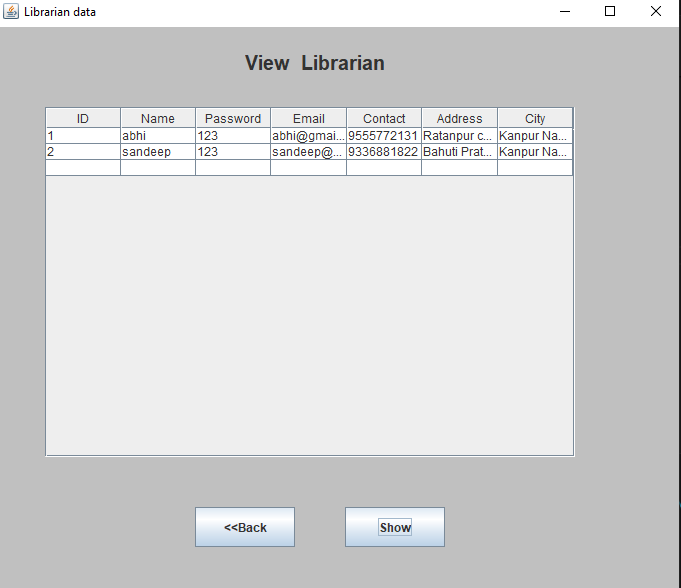 Librarian data
View Librarian
ID Name Password Email Contact Address City
1 abhi 123 abhi@gmai... 9555772131 Ratanpur c... Kanpur Na...
2 sandeep 123 sandeep@... 9336881822 Bahuti Prat... Kanpur Na...
<<Back Show